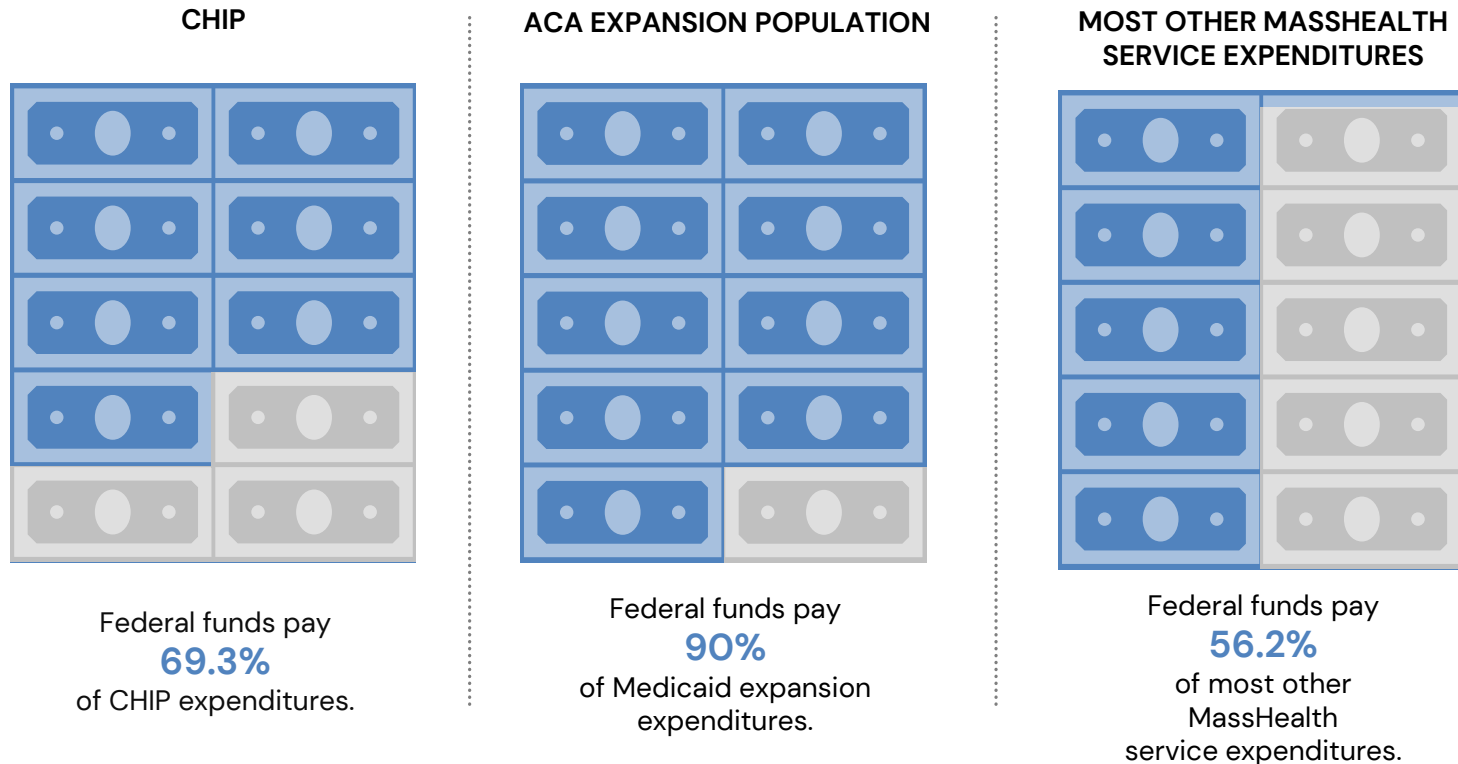 CHIP
Federal funds pay
69.3%
of CHIP expenditures.
ACA EXPANSION POPULATION
Federal funds pay
90%
of Medicaid expansion
expenditures.
MOST OTHER MASSHEALTH
SERVICE EXPENDITURES
Federal funds pay
56.2%
of most other
MassHealth
service expenditures.